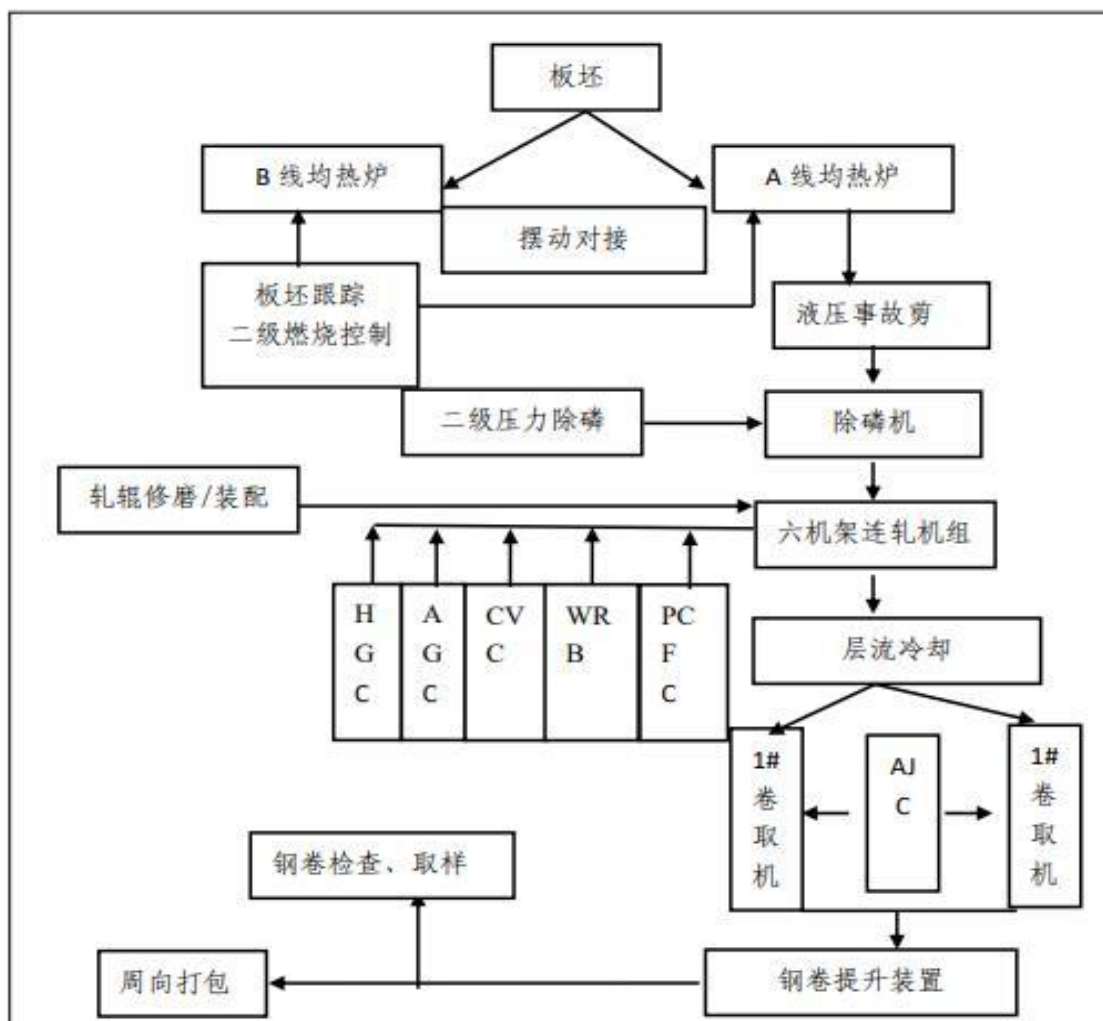 板坯
B 线均热炉
A 线均热炉
摆动对接
板坯跟踪
二级燃烧控制
液压事故剪
二级压力除磷
除磷机
轧辊修磨/装配
六机架连轧机组
H
G
C
A
G
C
CV
C
WR
B
PC
F
C
层流冷却
1#
卷
取
机
AJ
C
1#
卷
取
机
钢卷检查、取样
周向打包
钢卷提升装置